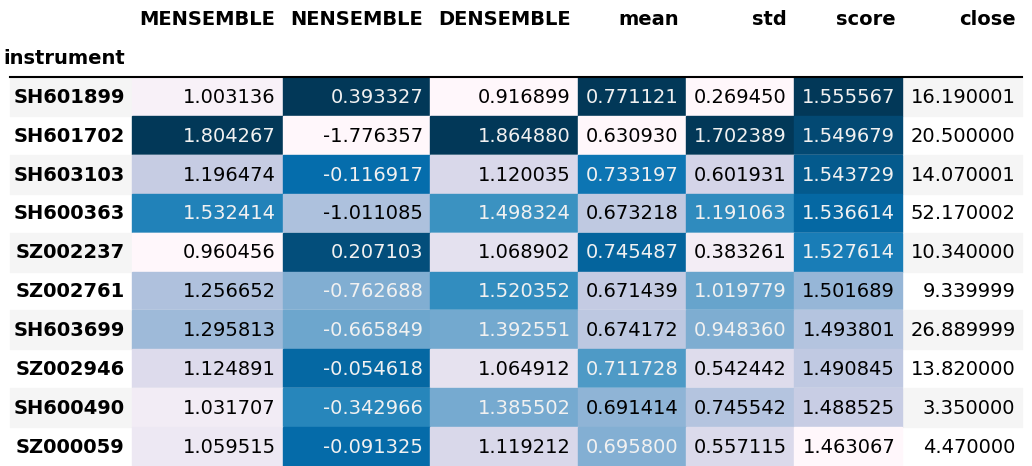 MENSEMBLE NENSEMBLE DENSEMBLE mean std score close
instrument
SH601899 1.003136 0.393327 0.916899 0.771121 0.269450 1.555567 16.190001
SH601702 1.804267 -1.776357 1.864880 0.630930 1.702389 1.549679 20.500000
SH603103 1.196474 -0.116917 1.120035 0.733197 0.601931 1.543729 14.070001
SH600363 1.532414 -1.011085 1.498324 0.673218 1.191063 1.536614 52.170002
SZ002237 0.960456 0.207103 1.068902 0.745487 0.383261 1.527614 10.340000
SZ002761 1.256652 -0.762688 1.520352 0.671439 1.019779 1.501689 9.339999
SH603699 1.295813 -0.665849 1.392551 0.674172 0.948360 1.493801 26.889999
SZ002946 1.124891 -0.054618 1.064912 0.711728 0.542442 1.490845 13.820000
SH600490 1.031707 -0.342966 1.385502 0.691414 0.745542 1.488525 3.350000
SZ000059 1.059515 -0.091325 1.119212 0.695800 0.557115 1.463067 4.470000